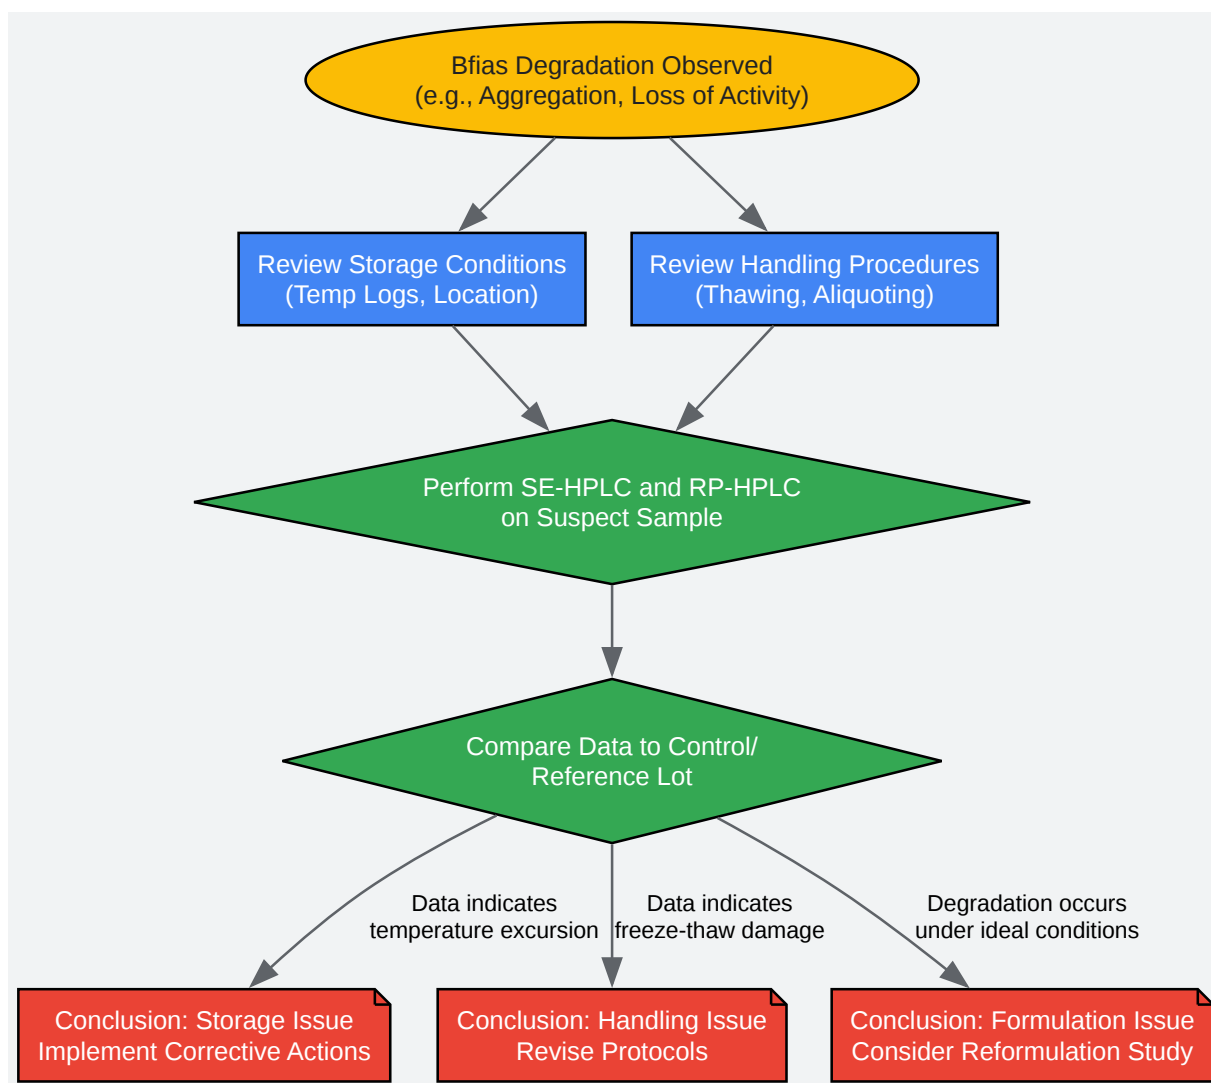 Bfias Degradation Observed
(e.g., Aggregation, Loss of Activity)
Review Storage Conditions
(Temp Logs, Location)
Review Handling Procedures
(Thawing, Aliquoting)
Perform SE-HPLC and RP-HPLC
on Suspect Sample
Compare Data to Control/
Reference Lot
Data indicates
temperature excursion
Data indicates
freeze-thaw damage
Degradation occurs
under ideal conditions
Conclusion: Storage Issue
Implement Corrective Actions
Conclusion: Handling Issue
Revise Protocols
Conclusion: Formulation Issue
Consider Reformulation Study